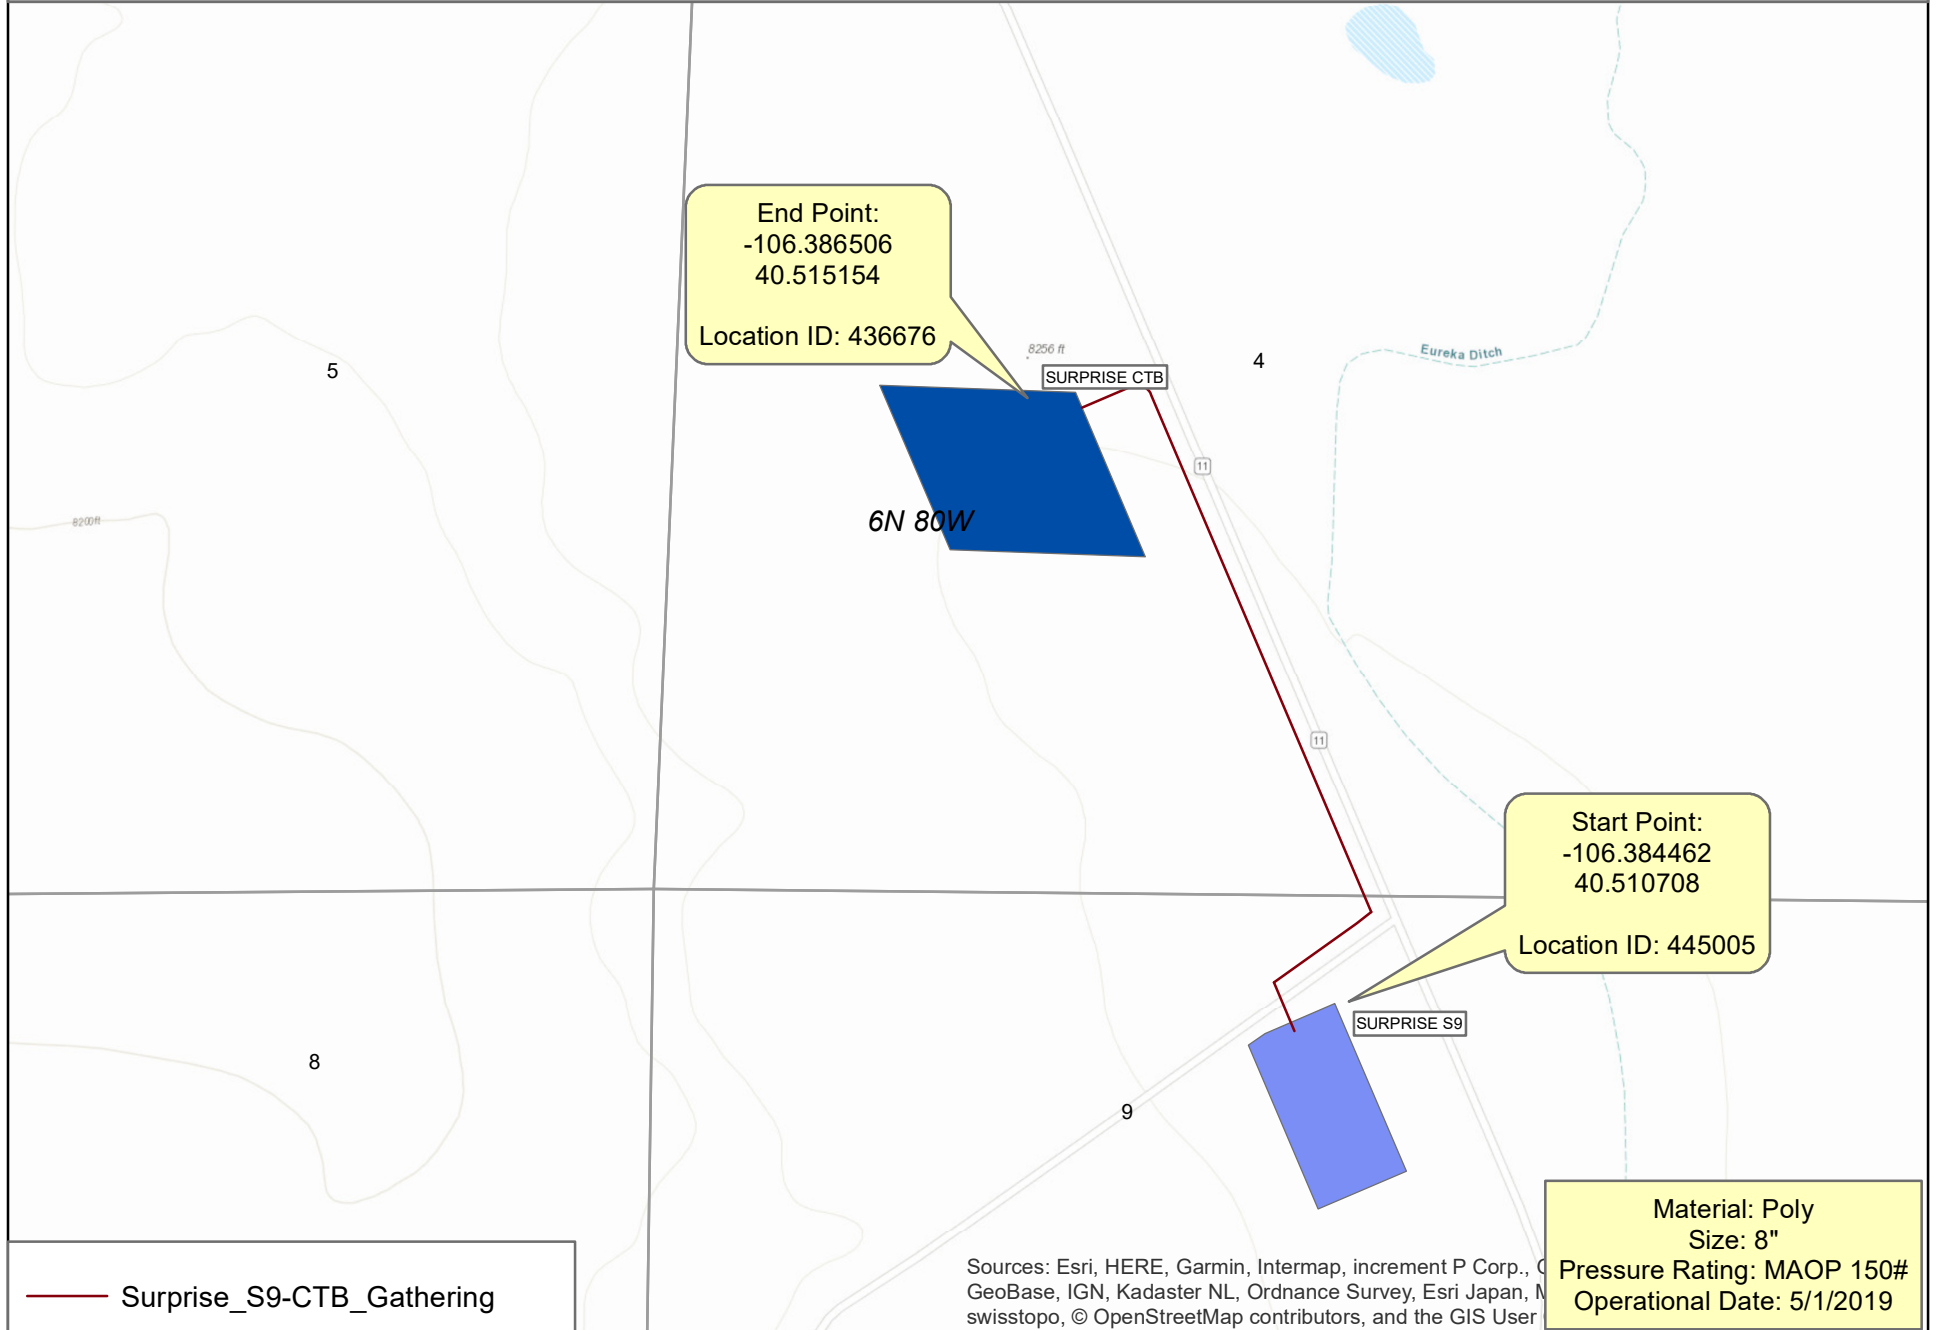 End Point:
-106.386506
40.515154
Location ID: 436676
8256 ft
SURPRISE CTB
4
Eureka Ditch
5
11
6N 80W
8200ft
11
Start Point:
-106.384462
40.510708
Location ID: 445005
SURPRISE S9
8
9
Material: Poly
Size: 8"
Pressure Rating: MAOP 150#
Operational Date: 5/1/2019
Surprise_S9-CTB_Gathering
Sources: Esri, HERE, Garmin, Intermap, increment P Corp.,
GeoBase, IGN, Kadaster NL, Ordnance Survey, Esri Japan,
swisstopo, © OpenStreetMap contributors, and the GIS User